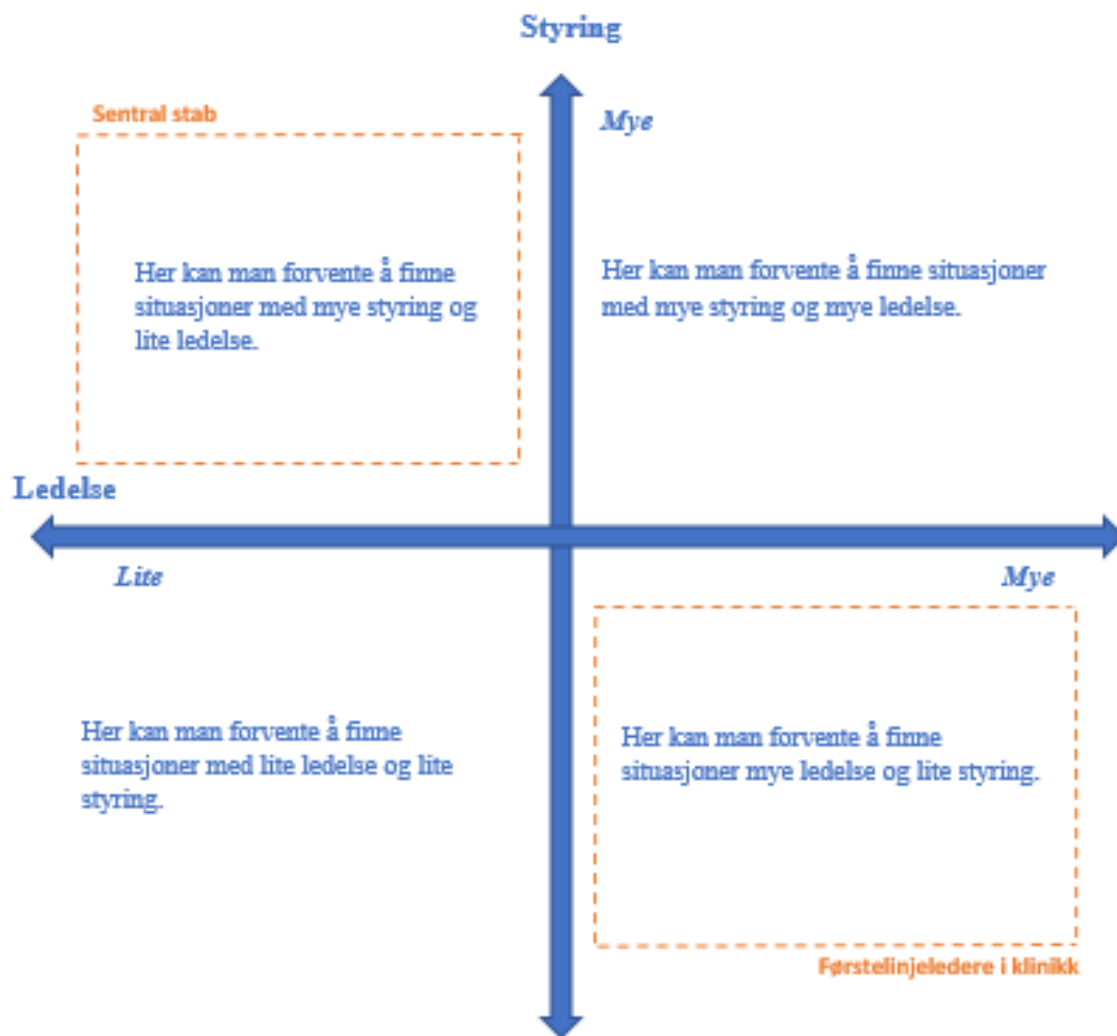 Styring
Sentral stab
Mye
Her kan man forvente å finne
situasjoner med mye styring og
lite ledelse.
Her kan man forvente å finne situasjoner
med mye styring og mye ledelse.
Ledelse
Lite
Mye
Her kan man forvente å finne
situasjoner med lite ledelse og lite
styring.
Her kan man forvente å finne
situasjoner mye ledelse og lite styring.
Førstelinjeledere i klinikk